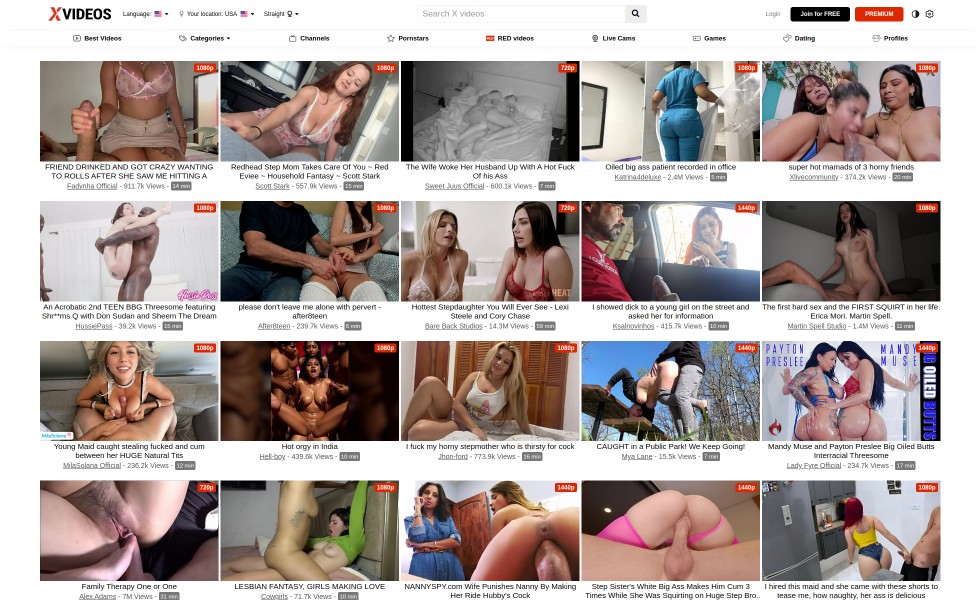 XVIDEOS
Language:
Your location: USA
Straight
Search X videos
Login
Join for FREE
PREMIUM
Best Videos
Categories
Channels
Pornstars
RED videos
Live Cams
Games
Dating
Profiles
1080p
1080p
720p
1080p
1080p
FRIEND DRINKED AND GOT CRAZY WANTING
TO ROLLS AFTER SHE SAW ME HITTING A
Fadynha Official - 911.7k Views - 14 min
Redhead Step Mom Takes Care Of You ~ Red
Eviee ~ Household Fantasy ~ Scott Stark
Scott Stark - 557.9k Views - 15 min
The Wife Woke Her Husband Up With A Hot Fuck
Of his Ass
Sweet Juus Official - 600.1k Views - 7 min
Oiled big ass patient recorded in office
Katrina4deluxe - 2.4M Views - 5 min
super hot mamads of 3 horny friends
Xlivecommunity - 374.2k Views - 20 min
1080p
1080p
720p
1440p
1080p
An Acrobatic 2nd TEEN BBG Threesome featuring
Shr**ms Q with Don Sudan and Sheem The Dream
HussiePass - 39.2k Views - 15 min
please don't leave me alone with pervert -
after8teen
After8teen - 239.7k Views - 6 min
Hottest Stepdaughter You Will Ever See - Lexi
Steele and Cory Chase
Bare Back Studios - 14.3M Views - 59 min
I showed dick to a young girl on the street and
asked her for information
Ksalnovinhos - 415.7k Views - 10 min
The first hard sex and the FIRST SQUIRT in her life.
Erica Mori. Martin Spell.
Martin Spell Studio - 1.4M Views - 11 min
1080p
1080p
1080p
1440p
1440p
PAYTON
PRESLEE
MANDY
MUSE
BIG OILED BUTTS
MilaSolana
Young Maid caught stealing fucked and cum
between her HUGE Natural Tits
MilaSolana Official - 236.2k Views - 12 min
Hot orgy in India
Hell-boy - 439.6k Views - 10 min
I fuck my horny stepmother who is thirsty for cock
Jhon-ford - 773.9k Views - 16 min
CAUGHT in a Public Park! We Keep Going!
Mya Lane - 15.5k Views - 7 min
Mandy Muse and Payton Preslee Big Oiled Butts
Interracial Threesome
Lady Fyre Official - 234.7k Views - 17 min
720p
1080p
1440p
1440p
1080p
Family Therapy One or One
Alex Adams - 7M Views - 31 min
LESBIAN FANTASY, GIRLS MAKING LOVE
Cowgirls - 71.7k Views - 10 min
NANNYSPY.com Wife Punishes Nanny By Making
Her Ride Hubby's Cock
Step Sister's White Big Ass Makes Him Cum 3
Times While She Was Squirting on Huge Step Bro..
I hired this maid and she came with these shorts to
tease me, how naughty, her ass is delicious